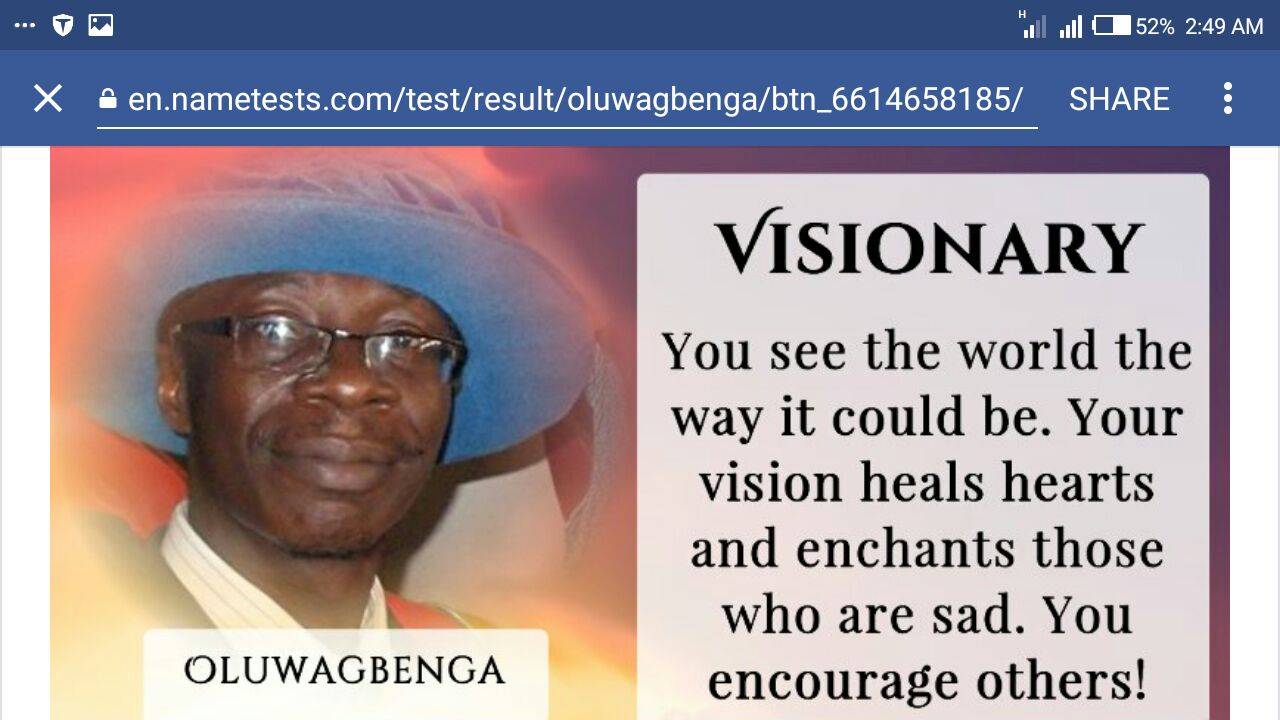 H
52% 2:49 AM
en.nametests.com/test/result/oluwagbenga/btn_6614658185/
SHARE
VISIONARY
You see the world the
way it could be. Your
vision heals hearts
and enchants those
who are sad. You
encourage others!
OLUWAGBENGA